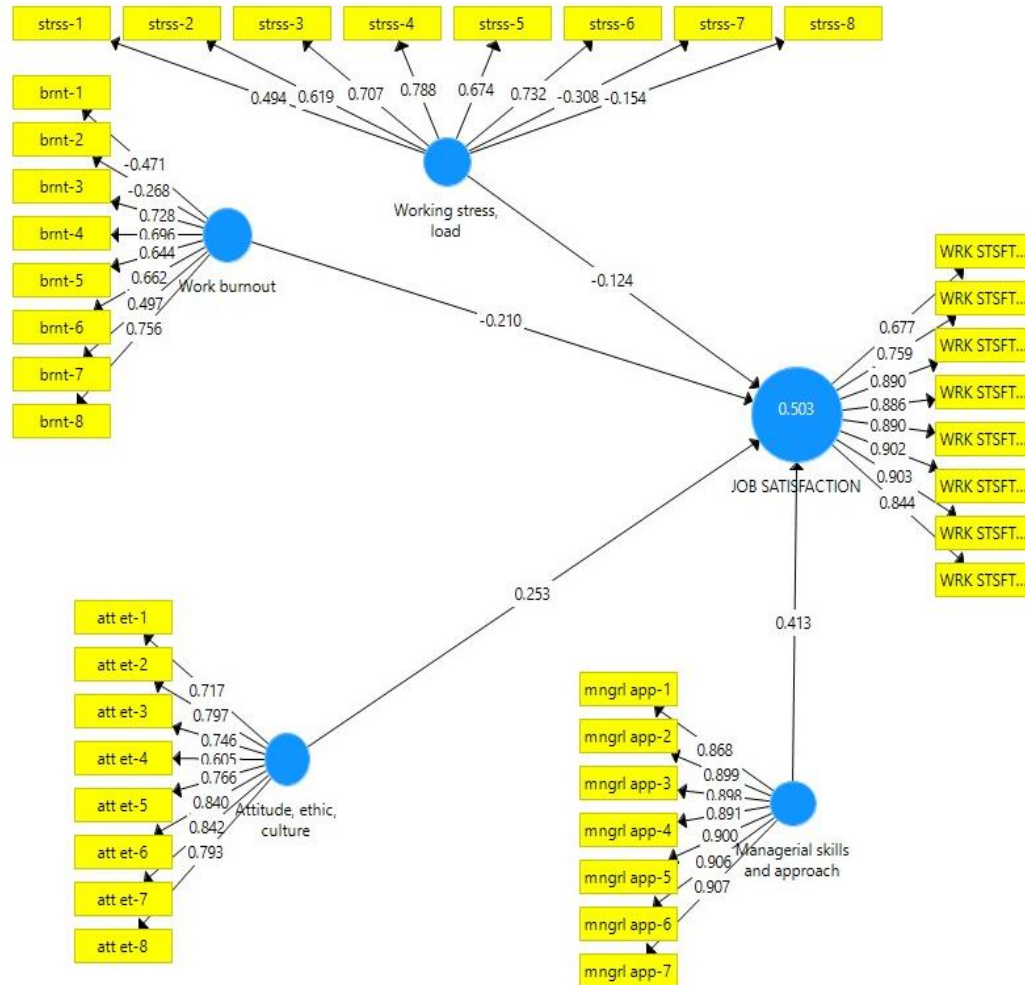 strss-1
strss-2
strss-3
strss-4
strss-5
strss-6
strss-7
strss-8
0.494
0.619
0.707
0.788
0.674
0.732
-0.308
-0.154
Working stress,
load
brnt-1
brnt-2
brnt-3
brnt-4
brnt-5
brnt-6
brnt-7
brnt-8
-0.471
-0.268
0.728
0.696
0.644
0.662
0.497
0.756
Work burnout
-0.124
-0.210
0.503
JOB SATISFACTION
0.677
0.759
0.890
0.886
0.890
0.902
0.903
0.844
WRK STSFT...
WRK STSFT...
WRK STSFT...
WRK STSFT...
WRK STSFT...
WRK STSFT...
WRK STSFT...
WRK STSFT...
0.253
0.413
att et-1
att et-2
att et-3
att et-4
att et-5
att et-6
att et-7
att et-8
0.717
0.797
0.746
0.605
0.766
0.840
0.842
0.793
Attitude, ethic,
culture
mngrl app-1
mngrl app-2
mngrl app-3
mngrl app-4
mngrl app-5
mngrl app-6
mngrl app-7
0.868
0.899
0.898
0.891
0.900
0.906
0.907
Managerial skills
and approach